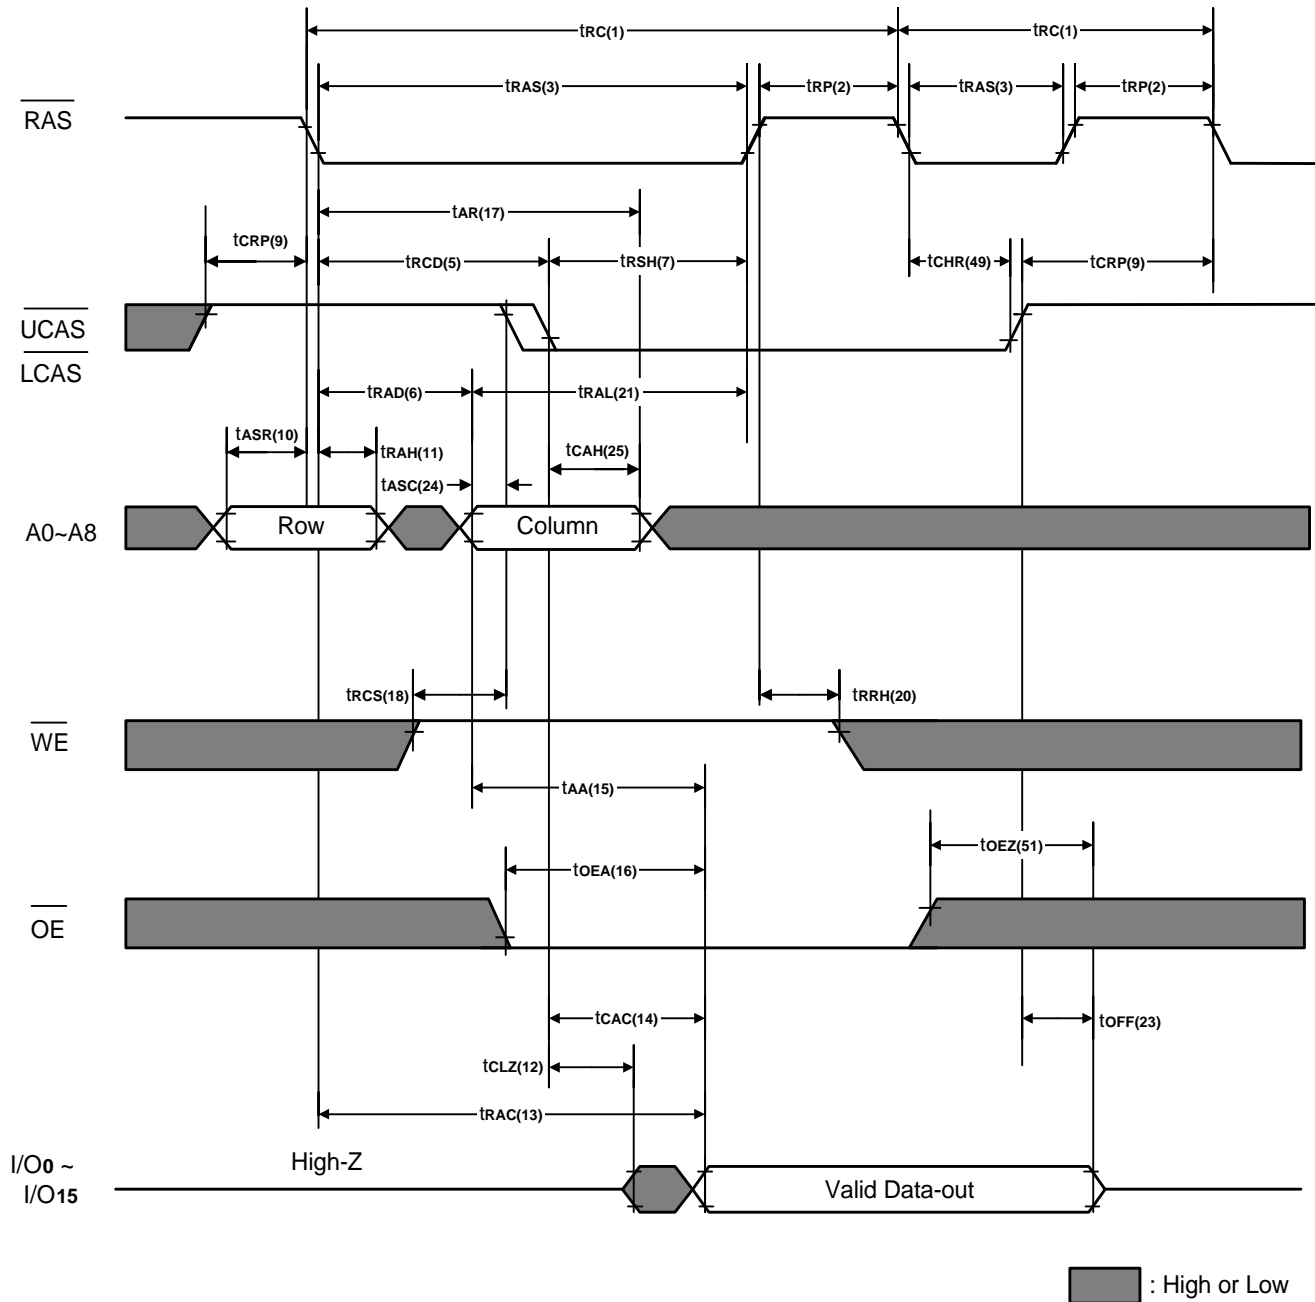 tRC(1) tRC(1)
tRAS(3) tRP(2) tRAS(3) tRP(2)
RAS
tAR(17)
tCRP(9) tRCD(5) tRSH(7) tCHR(49) tCRP(9)
UCAS
LCAS
tRAD(6) tRAL(21)
tASR(10) tRAH(11) tCAH(25)
tASC(24)
A0~A8 Row Column
tRCS(18) tRRH(20)
WE
tAA(15)
tOEZ(51)
tOEA(16)
OE
tCAC(14) tOFF(23)
tCLZ(12)
tRAC(13)
I/O0 ~ High-Z
I/O15 Valid Data-out
: High or Low